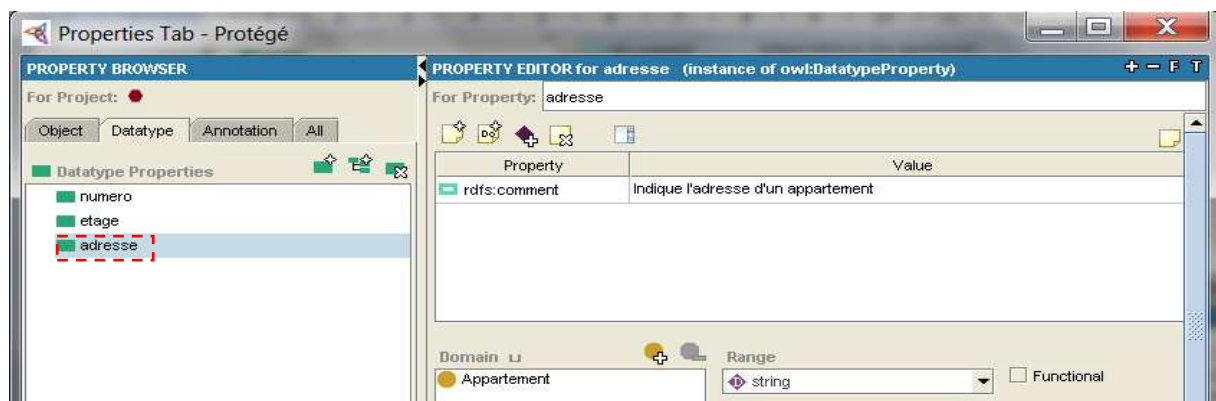 Properties Tab - Protégé
PROPERTY BROWSER
For Project:
Object Datatype Annotation All
Datatype Properties
numero
etage
adresse
PROPERTY EDITOR for adresse (instance of owl:DatatypeProperty)
F T
For Property: adresse
Property Value
rdfs:comment Indique l'adresse d'un appartement
Domain ⊔
Appartement
Range
string
Functional